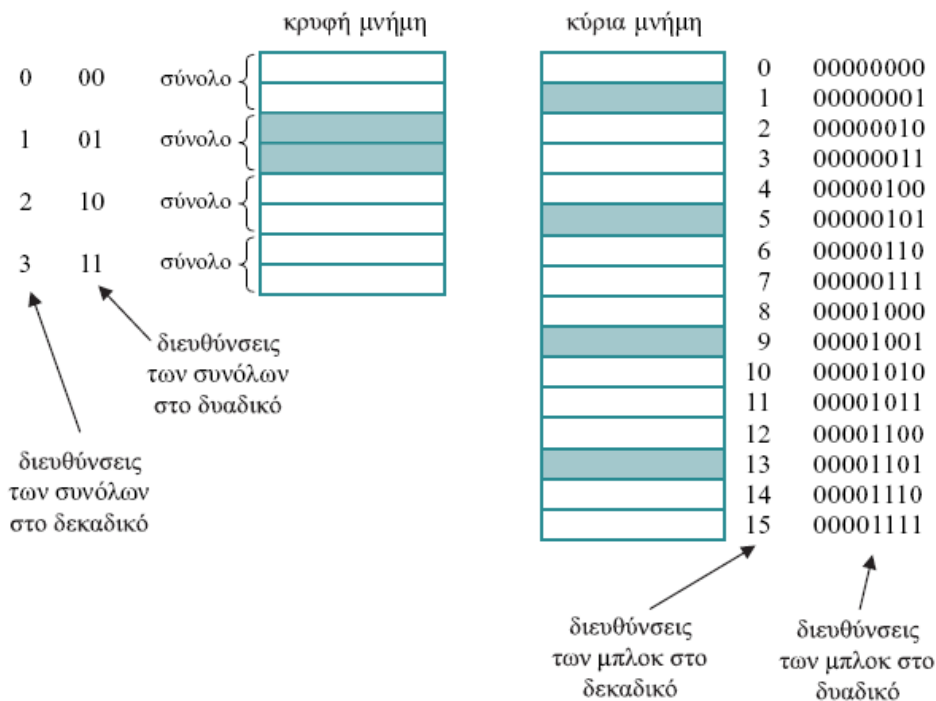 κρυφή μνήμη
κύρια μνήμη
0 00 σύνολο
1 01 σύνολο
2 10 σύνολο
3 11 σύνολο
διευθύνσεις
των συνόλων
στο δυαδικό
διευθύνσεις
των συνόλων
στο δεκαδικό
0 00000000
1 00000001
2 00000010
3 00000011
4 00000100
5 00000101
6 00000110
7 00000111
8 00001000
9 00001001
10 00001010
11 00001011
12 00001100
13 00001101
14 00001110
15 00001111
διευθύνσεις
των μπλοκ στο
δεκαδικό
διευθύνσεις
των μπλοκ στο
δυαδικό